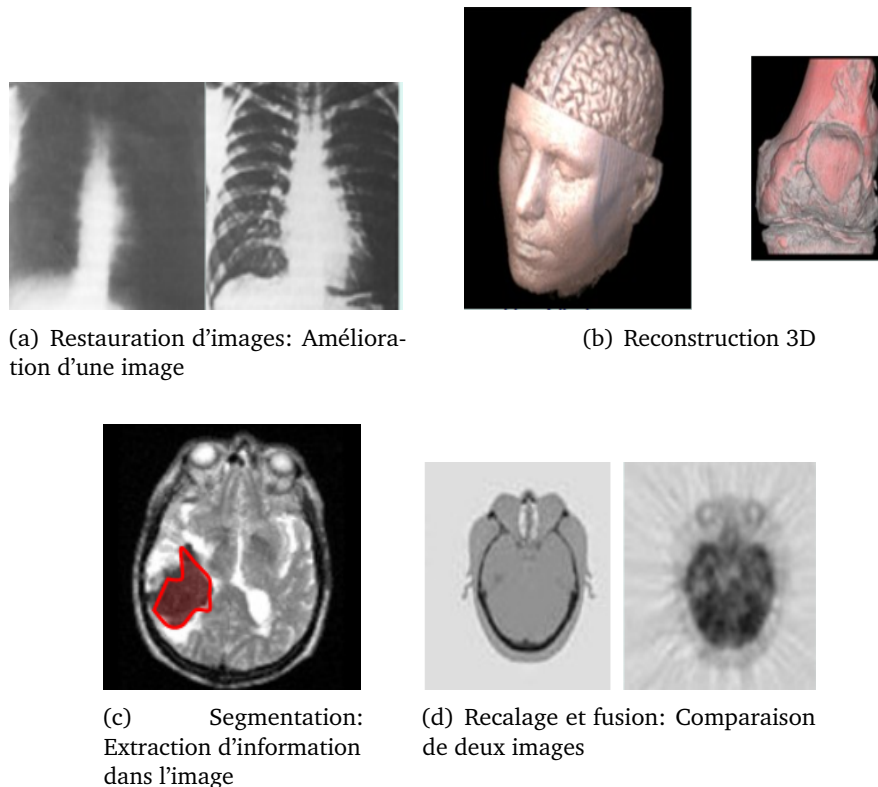 (a) Restauration d'images: Améliora-
tion d'une image
(b) Reconstruction 3D
(c) Segmentation:
Extraction d'information
dans l'image
(d) Recalage et fusion: Comparaison
de deux images